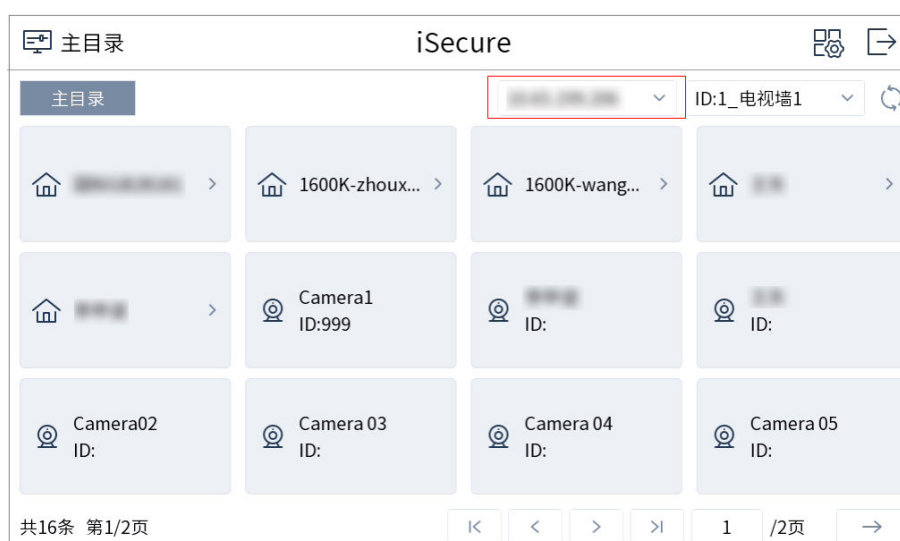 主目录
iSecure
主目录
ID:1_电视墙1
1600K-zhoux...
1600K-wang...
Camera1
ID:999
ID:
ID:
Camera02
ID:
Camera 03
ID:
Camera 04
ID:
Camera 05
ID:
共16条 第1/2页
1
/2页